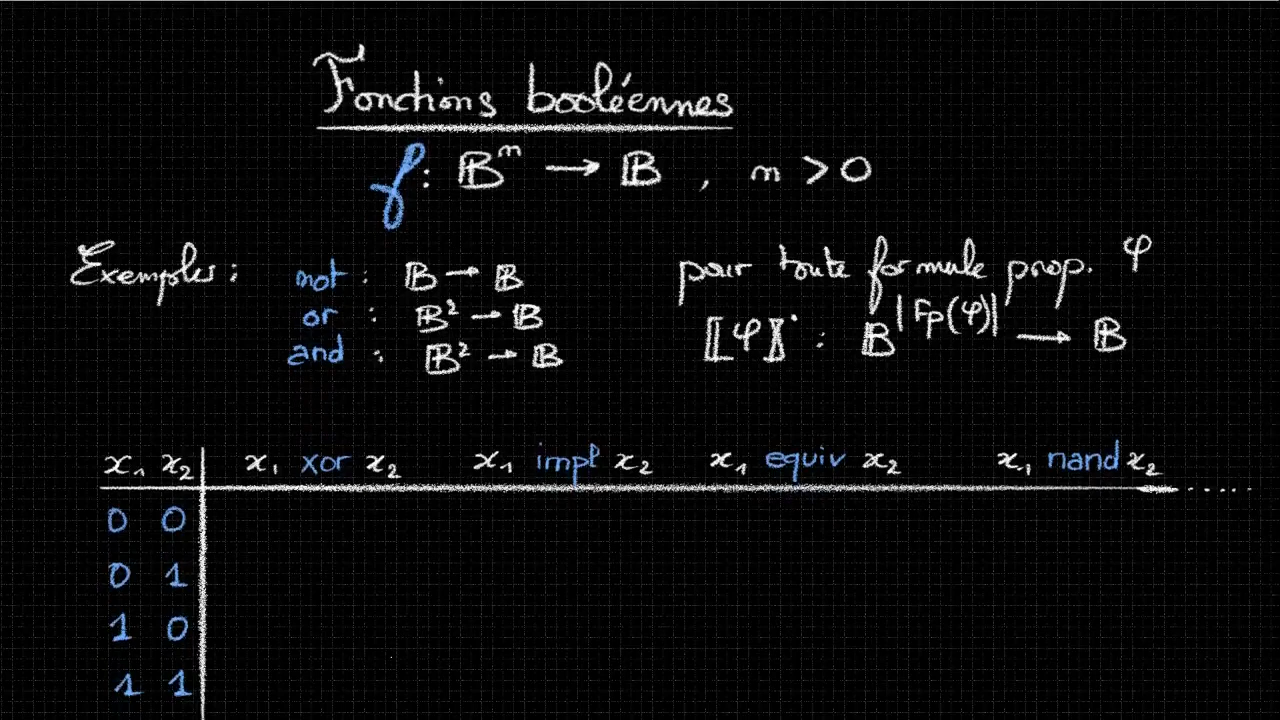 Fonctions booléennes
f : 𝔹ⁿ → 𝔹 , n > 0
Exemples : not : 𝔹 → 𝔹
or : 𝔹² → 𝔹
and : 𝔹² → 𝔹
pour toute formule prop. φ
⟦φ⟧˙ : 𝔹^|Fp(φ)| → 𝔹
x₁ x₂ x₁ xor x₂ x₁ impl x₂ x₁ equiv x₂ x₁ nand x₂
.....
0 0
0 1
1 0
1 1